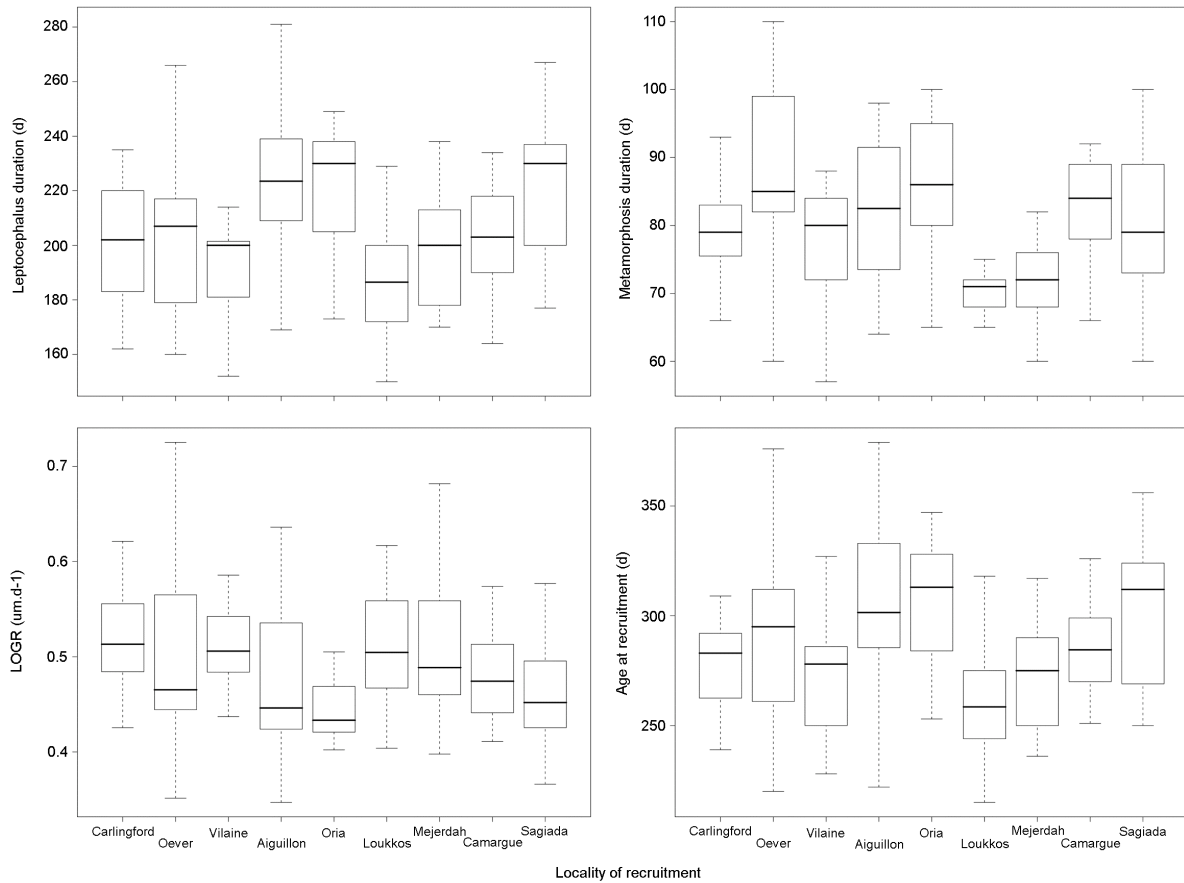 Leptocephalus duration (d)
280
260
240
220
200
180
160
Metamorphosis duration (d)
110
100
90
80
70
60
LOGR (um.d-1)
0.7
0.6
0.5
0.4
Age at recruitment (d)
350
300
250
Carlingford
Oever
Vilaine
Aiguillon
Oria
Loukkos
Mejerdah
Camargue
Sagiada
Carlingford
Oever
Vilaine
Aiguillon
Oria
Loukkos
Mejerdah
Camargue
Sagiada
Locality of recruitment